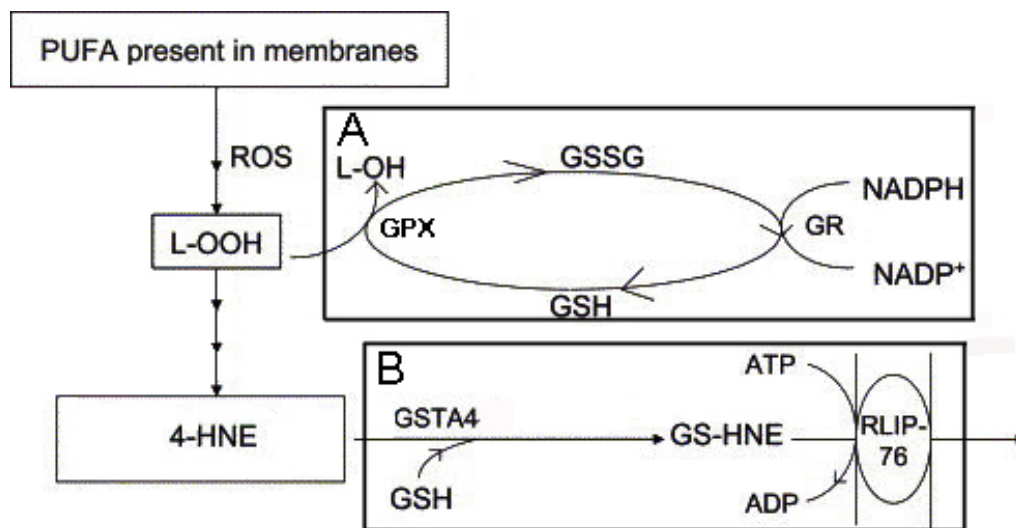 PUFA present in membranes
ROS
L-OOH
A
L-OH
GSSG
GPX
GR
NADPH
NADP⁺
GSH
4-HNE
B
GSTA4
GSH
GS-HNE
ATP
ADP
RLIP-
76